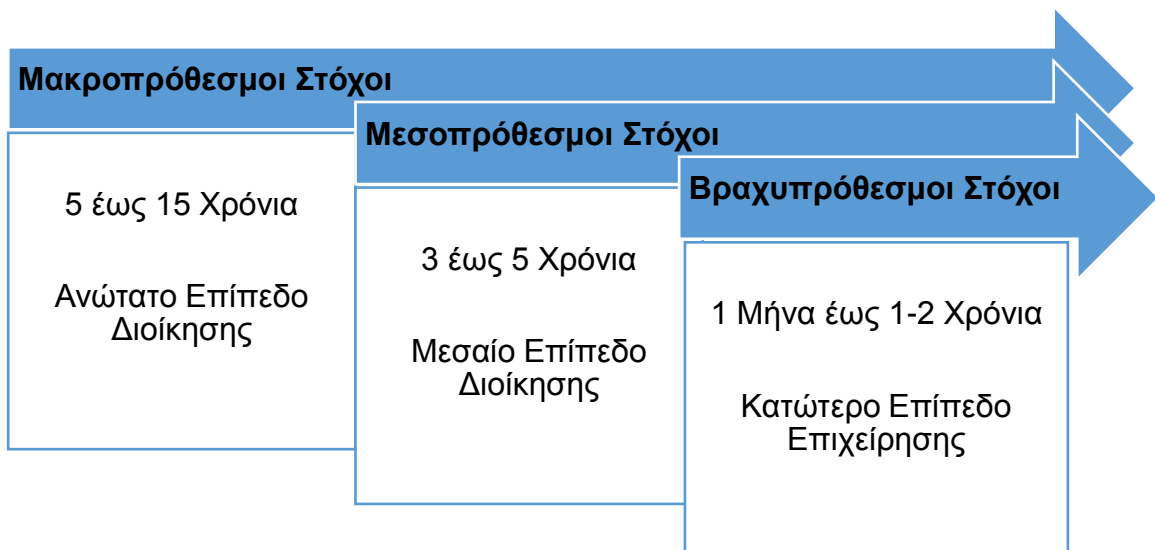 Μακροπρόθεσμοι Στόχοι
5 έως 15 Χρόνια
Ανώτατο Επίπεδο
Διοίκησης
Μεσοπρόθεσμοι Στόχοι
3 έως 5 Χρόνια
Μεσαίο Επίπεδο
Διοίκησης
Βραχυπρόθεσμοι Στόχοι
1 Μήνα έως 1-2 Χρόνια
Κατώτερο Επίπεδο
Επιχείρησης